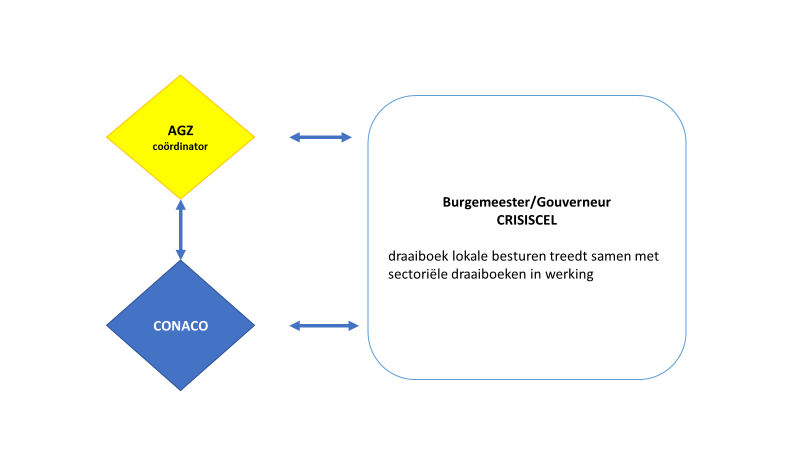 AGZ
coördinator
Burgemeester/Gouverneur
CRISISCEL
draaiboek lokale besturen treedt samen met
sectoriële draaiboeken in werking
CONACO